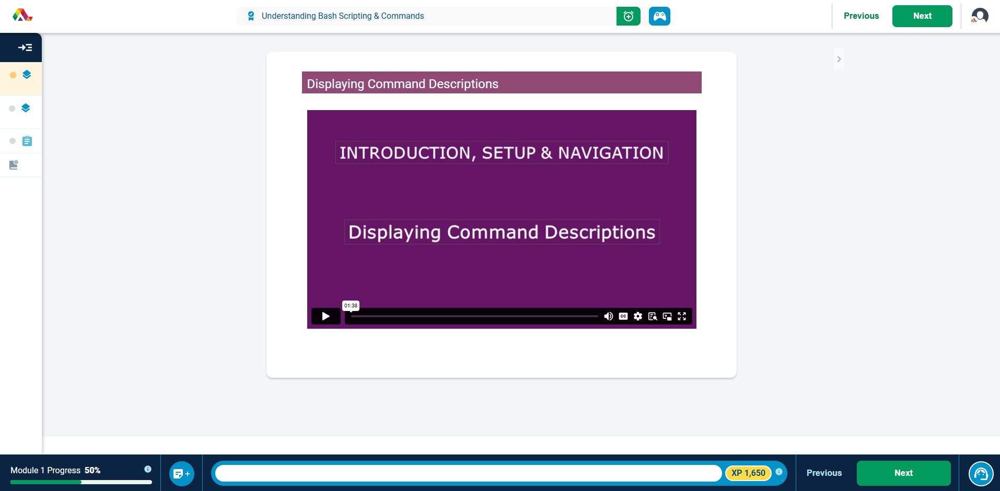 Understanding Bash Scripting & Commands
Previous
Next
Displaying Command Descriptions
INTRODUCTION, SETUP & NAVIGATION
Displaying Command Descriptions
01:38
CC
Module 1 Progress 50%
XP 1,650
Previous
Next